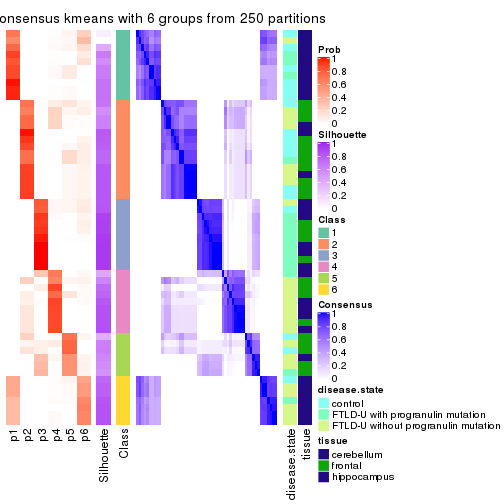 onsensus kmeans with 6 groups from 250 partitions
Prob
1
0.8
0.6
0.4
0.2
0
Silhouette
1
0.8
0.6
0.4
0.2
0
Class
1
2
3
4
5
6
Consensus
1
0.8
0.6
0.4
0.2
0
disease.state
control
FTLD-U with progranulin mutation
FTLD-U without progranulin mutation
tissue
cerebellum
frontal
hippocampus
p1
p2
p3
p4
p5
p6
Silhouette
Class
disease.state
tissue